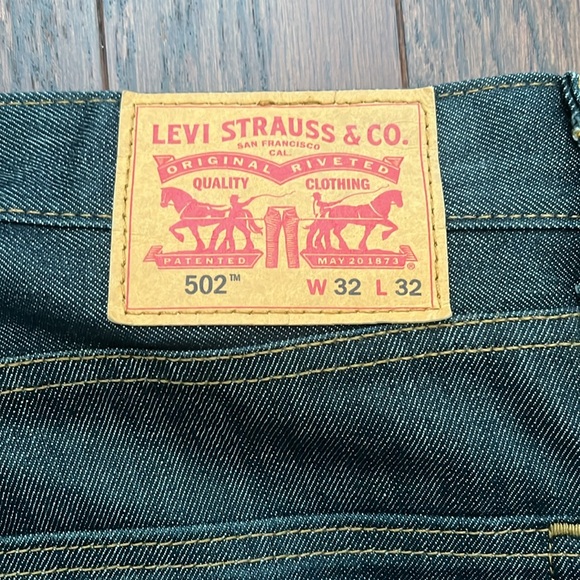 LEVI STRAUSS & CO.
SAN FRANCISCO
CAL.
ORIGINAL RIVETED
QUALITY CLOTHING
PATENTED MAY 20 1873 ®
502™ W 32 L 32